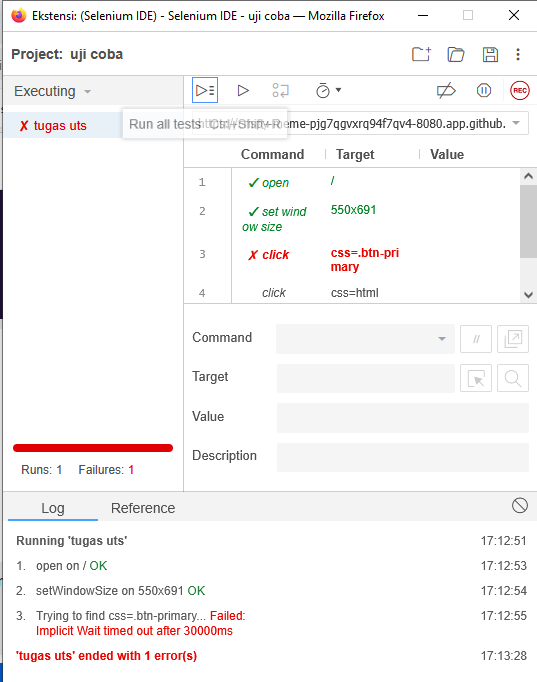 Ekstensi: (Selenium IDE) - Selenium IDE - uji coba — Mozilla Firefox
Project: uji coba
Executing
REC
✗ tugas uts
Run all tests Ctrl+Shift+R
eme-pjg7qgvxrq94f7qv4-8080.app.github.
Command Target Value
1 ✓ open /
2 ✓ set wind 550x691
ow size
3 ✗ click css=.btn-pri
mary
4 click css=html
Command
//
Target
Value
Description
Runs: 1 Failures: 1
Log Reference
Running 'tugas uts' 17:12:51
1. open on / OK 17:12:53
2. setWindowSize on 550x691 OK 17:12:54
3. Trying to find css=.btn-primary... Failed: 17:12:55
Implicit Wait timed out after 30000ms
'tugas uts' ended with 1 error(s) 17:13:28